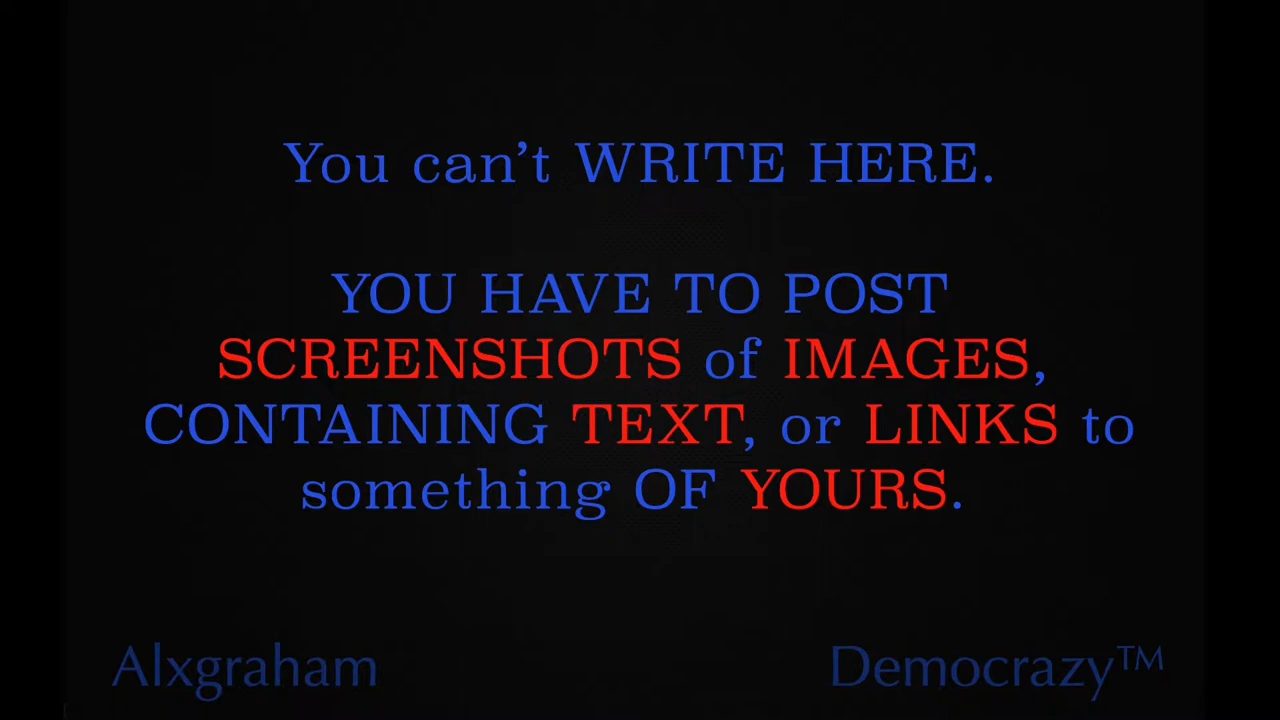 You can’t WRITE HERE.
YOU HAVE TO POST
SCREENSHOTS of IMAGES,
CONTAINING TEXT, or LINKS to
something OF YOURS.
Alxgraham
Democrazy™